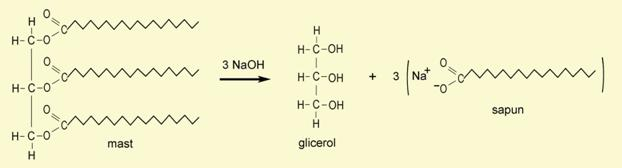 H O
H-C-O C
O
H-C-O C
O
H-C-O C
H
mast
3 NaOH
H
H-C-OH
H-C-OH
H-C-OH
H
glicerol
+ 3
Na+
O
C
-O
sapun